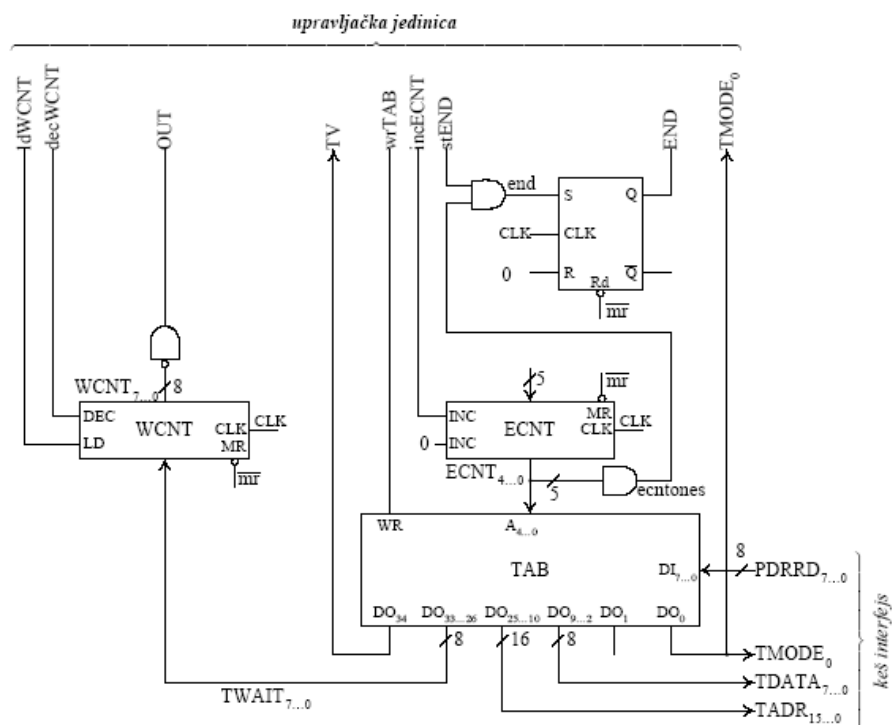 upravljačka jedinica
ldWCNT
decWCNT
OUT
TV
wrTAB
incECNT
stEND
END
TMODE0
end
S
Q
CLK
CLK
0
R
Rd
Q̅
m̅r̅
WCNT7...0
8
DEC
WCNT
CLK
CLK
LD
MR
m̅r̅
5
m̅r̅
INC
ECNT
MR
CLK
CLK
0
INC
ECNT4...0
5
ecntones
WR
A4...0
TAB
DI7...0
8
PDRRD7...0
DO34
DO33...26
DO25...10
DO9...2
DO1
DO0
8
16
8
TMODE0
TWAIT7...0
TDATA7...0
TADR15...0
keš interfejs